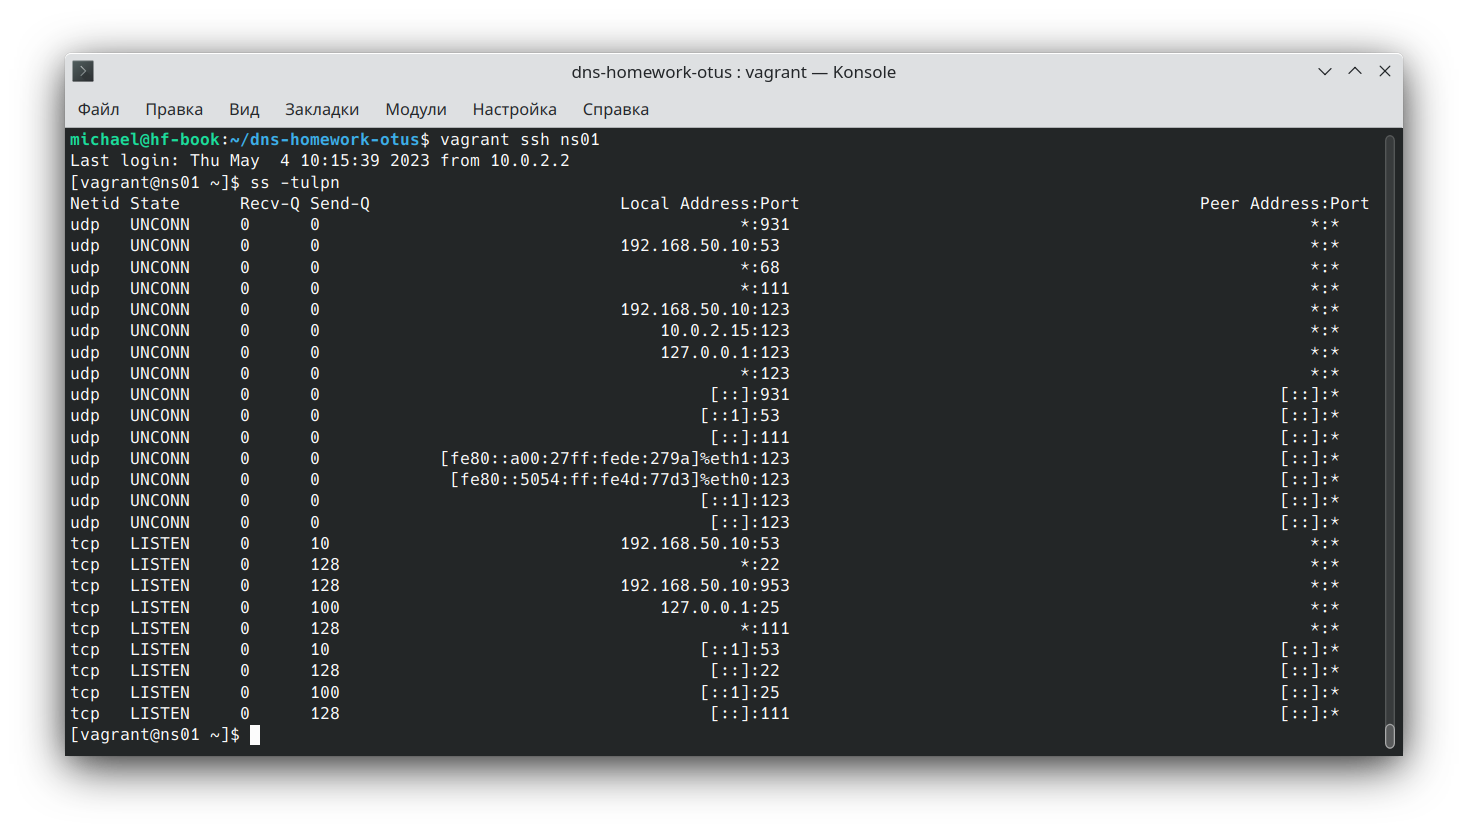 dns-homework-otus : vagrant — Konsole
Файл Правка Вид Закладки Модули Настройка Справка
michael@hf-book:~/dns-homework-otus$ vagrant ssh ns01
Last login: Thu May  4 10:15:39 2023 from 10.0.2.2
[vagrant@ns01 ~]$ ss -tulpn
Netid State Recv-Q Send-Q Local Address:Port Peer Address:Port
udp UNCONN 0 0 *:931 *:*
udp UNCONN 0 0 192.168.50.10:53 *:*
udp UNCONN 0 0 *:68 *:*
udp UNCONN 0 0 *:111 *:*
udp UNCONN 0 0 192.168.50.10:123 *:*
udp UNCONN 0 0 10.0.2.15:123 *:*
udp UNCONN 0 0 127.0.0.1:123 *:*
udp UNCONN 0 0 *:123 *:*
udp UNCONN 0 0 [::]:931 [::]:*
udp UNCONN 0 0 [::1]:53 [::]:*
udp UNCONN 0 0 [::]:111 [::]:*
udp UNCONN 0 0 [fe80::a00:27ff:fede:279a]%eth1:123 [::]:*
udp UNCONN 0 0 [fe80::5054:ff:fe4d:77d3]%eth0:123 [::]:*
udp UNCONN 0 0 [::1]:123 [::]:*
udp UNCONN 0 0 [::]:123 [::]:*
tcp LISTEN 0 10 192.168.50.10:53 *:*
tcp LISTEN 0 128 *:22 *:*
tcp LISTEN 0 128 192.168.50.10:953 *:*
tcp LISTEN 0 100 127.0.0.1:25 *:*
tcp LISTEN 0 128 *:111 *:*
tcp LISTEN 0 10 [::1]:53 [::]:*
tcp LISTEN 0 128 [::]:22 [::]:*
tcp LISTEN 0 100 [::1]:25 [::]:*
tcp LISTEN 0 128 [::]:111 [::]:*
[vagrant@ns01 ~]$